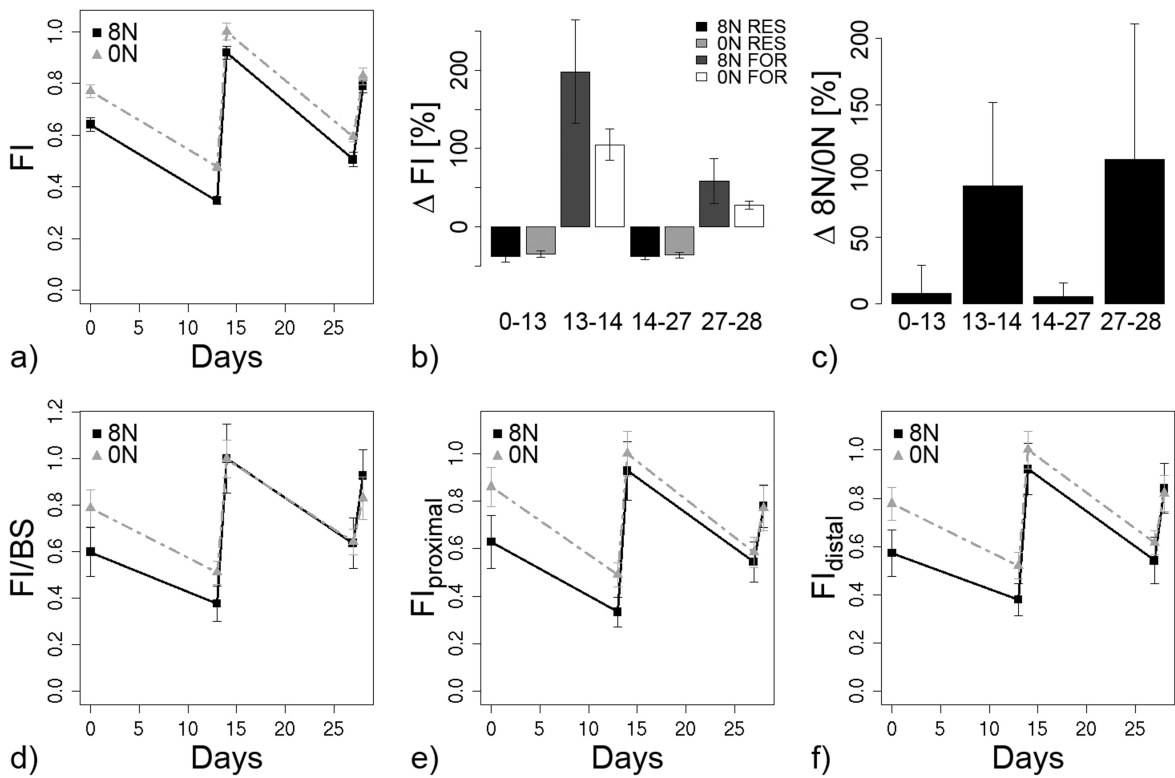 1.0
0.8
0.6
0.4
0.2
0.0
FI
8N
0N
0 5 10 15 20 25
Days
a)
200
100
0
Δ FI [%]
8N RES
0N RES
8N FOR
0N FOR
0-13 13-14 14-27 27-28
b)
200
150
100
50
0
Δ 8N/0N [%]
0-13 13-14 14-27 27-28
c)
1.2
1.0
0.8
0.6
0.4
0.2
0.0
FI/BS
8N
0N
0 5 10 15 20 25
Days
d)
1.0
0.8
0.6
0.4
0.2
0.0
FIproximal
8N
0N
0 5 10 15 20 25
Days
e)
1.0
0.8
0.6
0.4
0.2
0.0
FIdistal
8N
0N
0 5 10 15 20 25
Days
f)